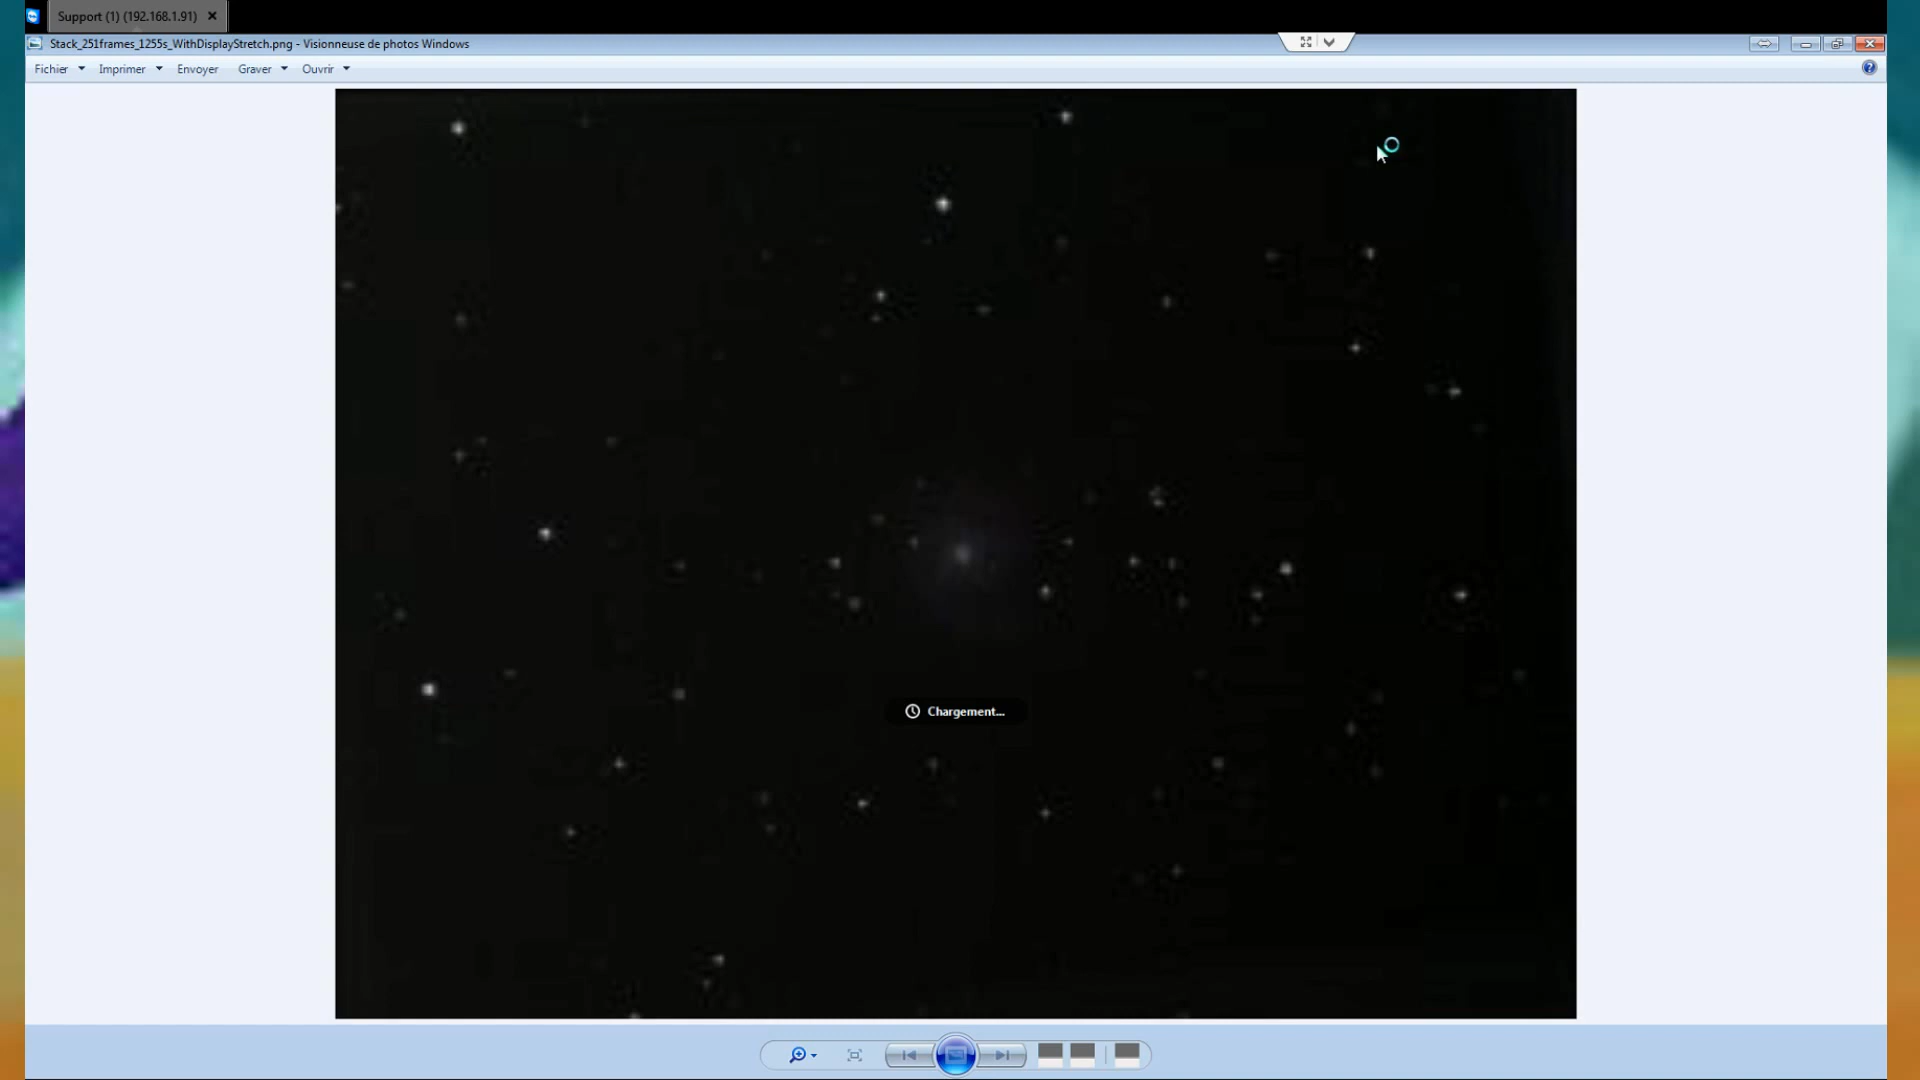 Support (1) (192.168.1.91)
Stack_251frames_1255s_WithDisplayStretch.png - Visionneuse de photos Windows
Fichier Imprimer Envoyer Graver Ouvrir
Chargement...